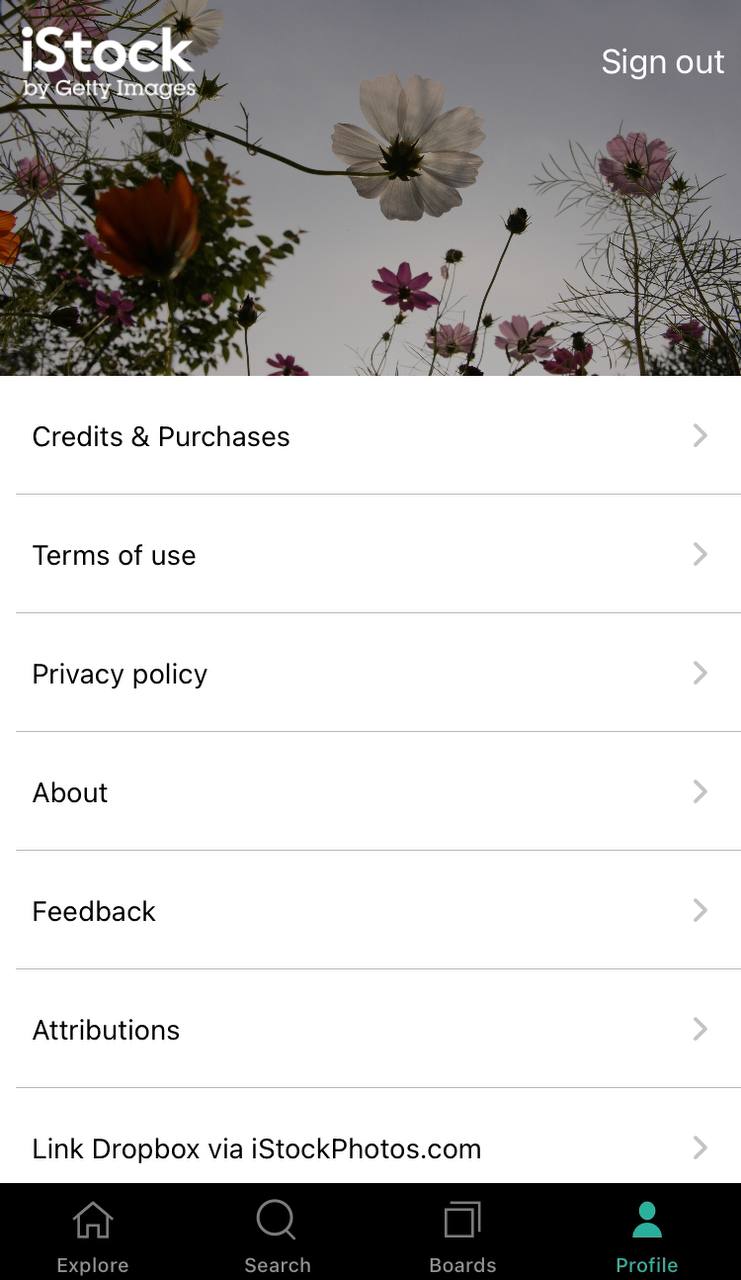 iStock
by Getty Images
Sign out
Credits & Purchases
Terms of use
Privacy policy
About
Feedback
Attributions
Link Dropbox via iStockPhotos.com
Explore
Search
Boards
Profile